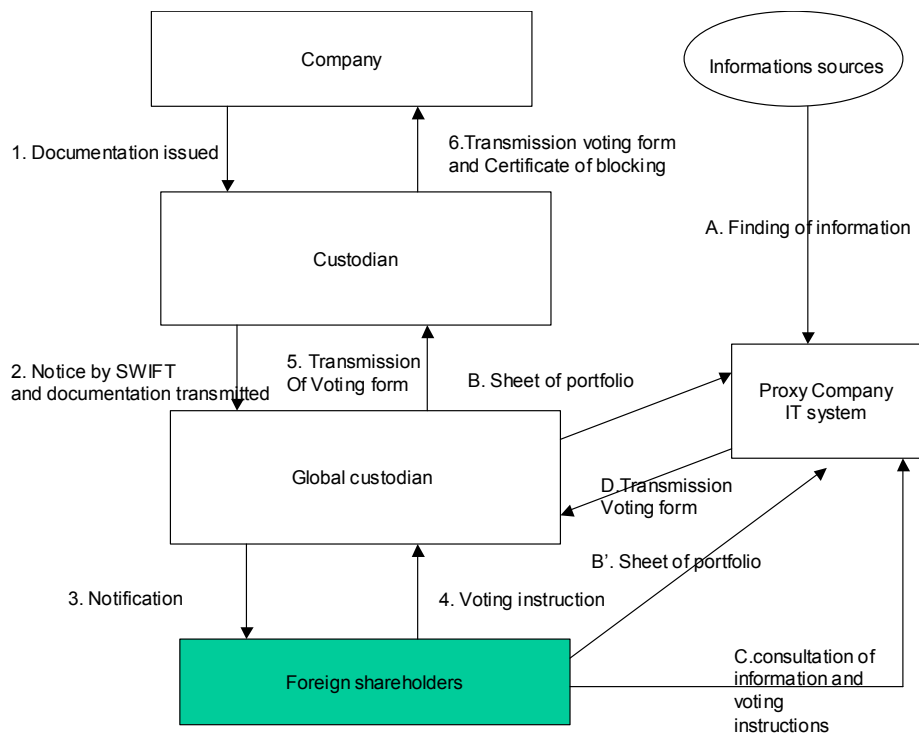 Company
Informations sources
1. Documentation issued
6.Transmission voting form
and Certificate of blocking
A. Finding of information
Custodian
2. Notice by SWIFT
and documentation transmitted
5. Transmission
Of Voting form
B. Sheet of portfolio
Proxy Company
IT system
Global custodian
D.Transmission
Voting form
B’. Sheet of portfolio
3. Notification
4. Voting instruction
Foreign shareholders
C.consultation of
information and
voting
instructions